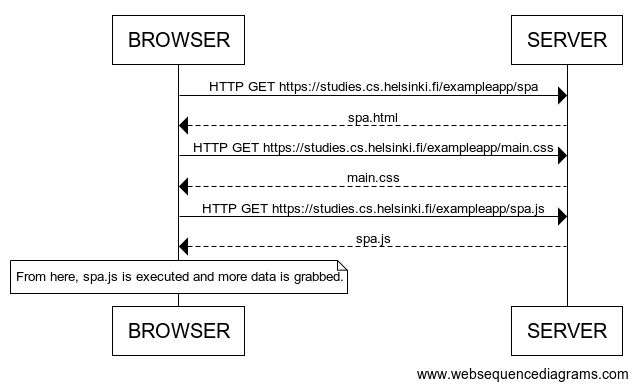 BROWSER
SERVER
HTTP GET https://studies.cs.helsinki.fi/exampleapp/spa
spa.html
HTTP GET https://studies.cs.helsinki.fi/exampleapp/main.css
main.css
HTTP GET https://studies.cs.helsinki.fi/exampleapp/spa.js
spa.js
From here, spa.js is executed and more data is grabbed.
BROWSER
SERVER
www.websequencediagrams.com